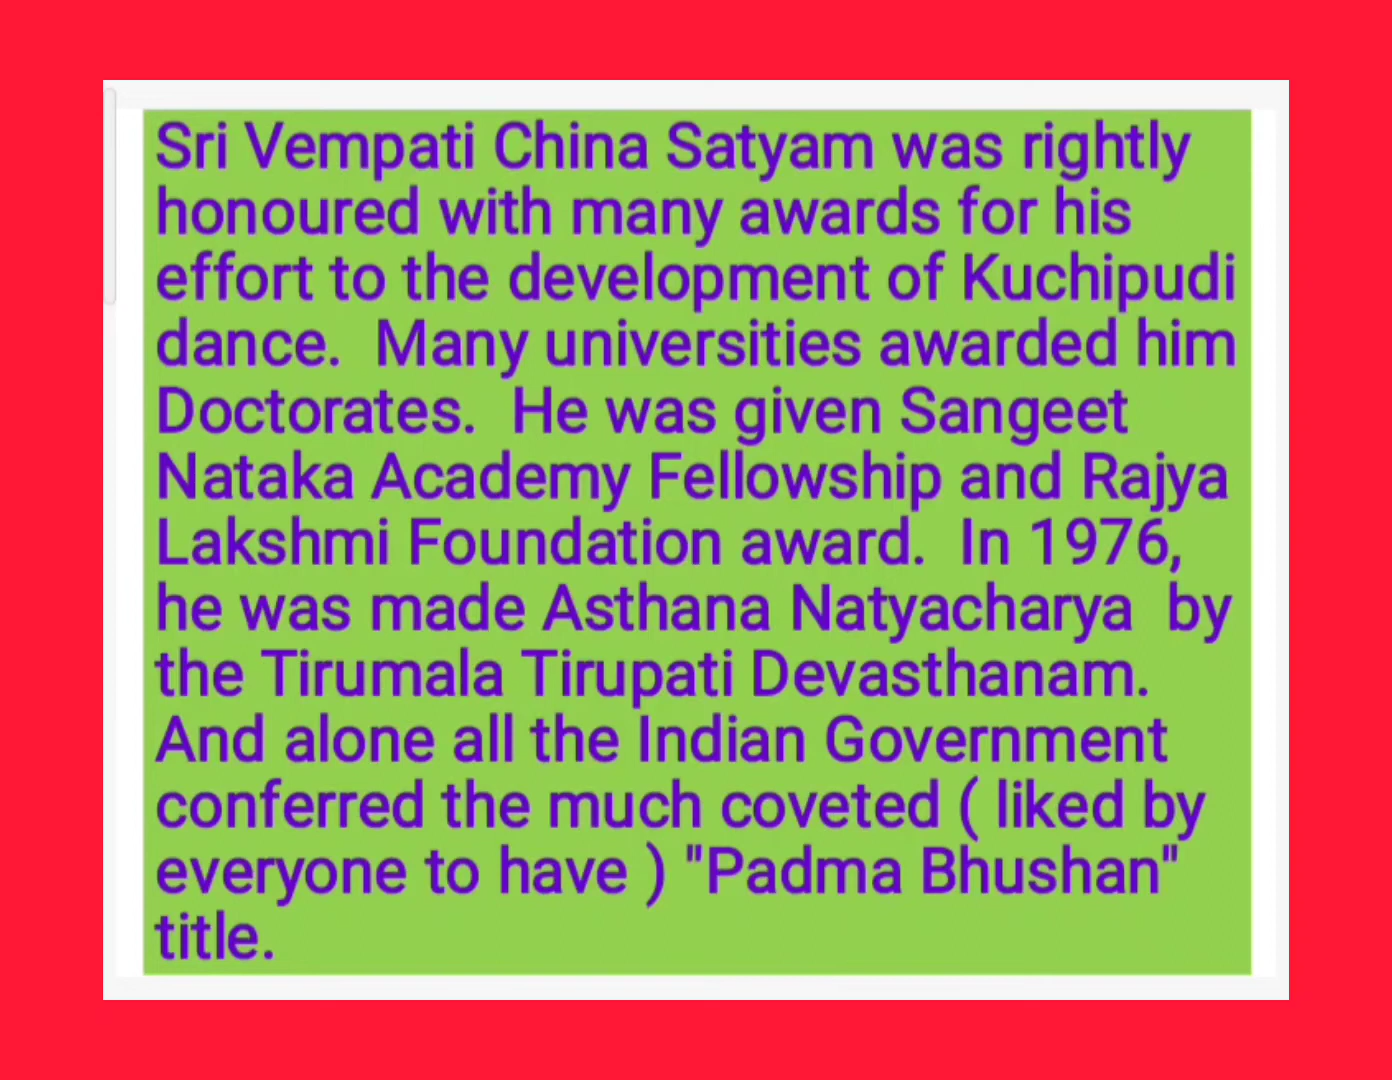 Sri Vempati China Satyam was rightly
honoured with many awards for his
effort to the development of Kuchipudi
dance.  Many universities awarded him
Doctorates.  He was given Sangeet
Nataka Academy Fellowship and Rajya
Lakshmi Foundation award.  In 1976,
he was made Asthana Natyacharya  by
the Tirumala Tirupati Devasthanam.
And alone all the Indian Government
conferred the much coveted ( liked by
everyone to have ) "Padma Bhushan"
title.